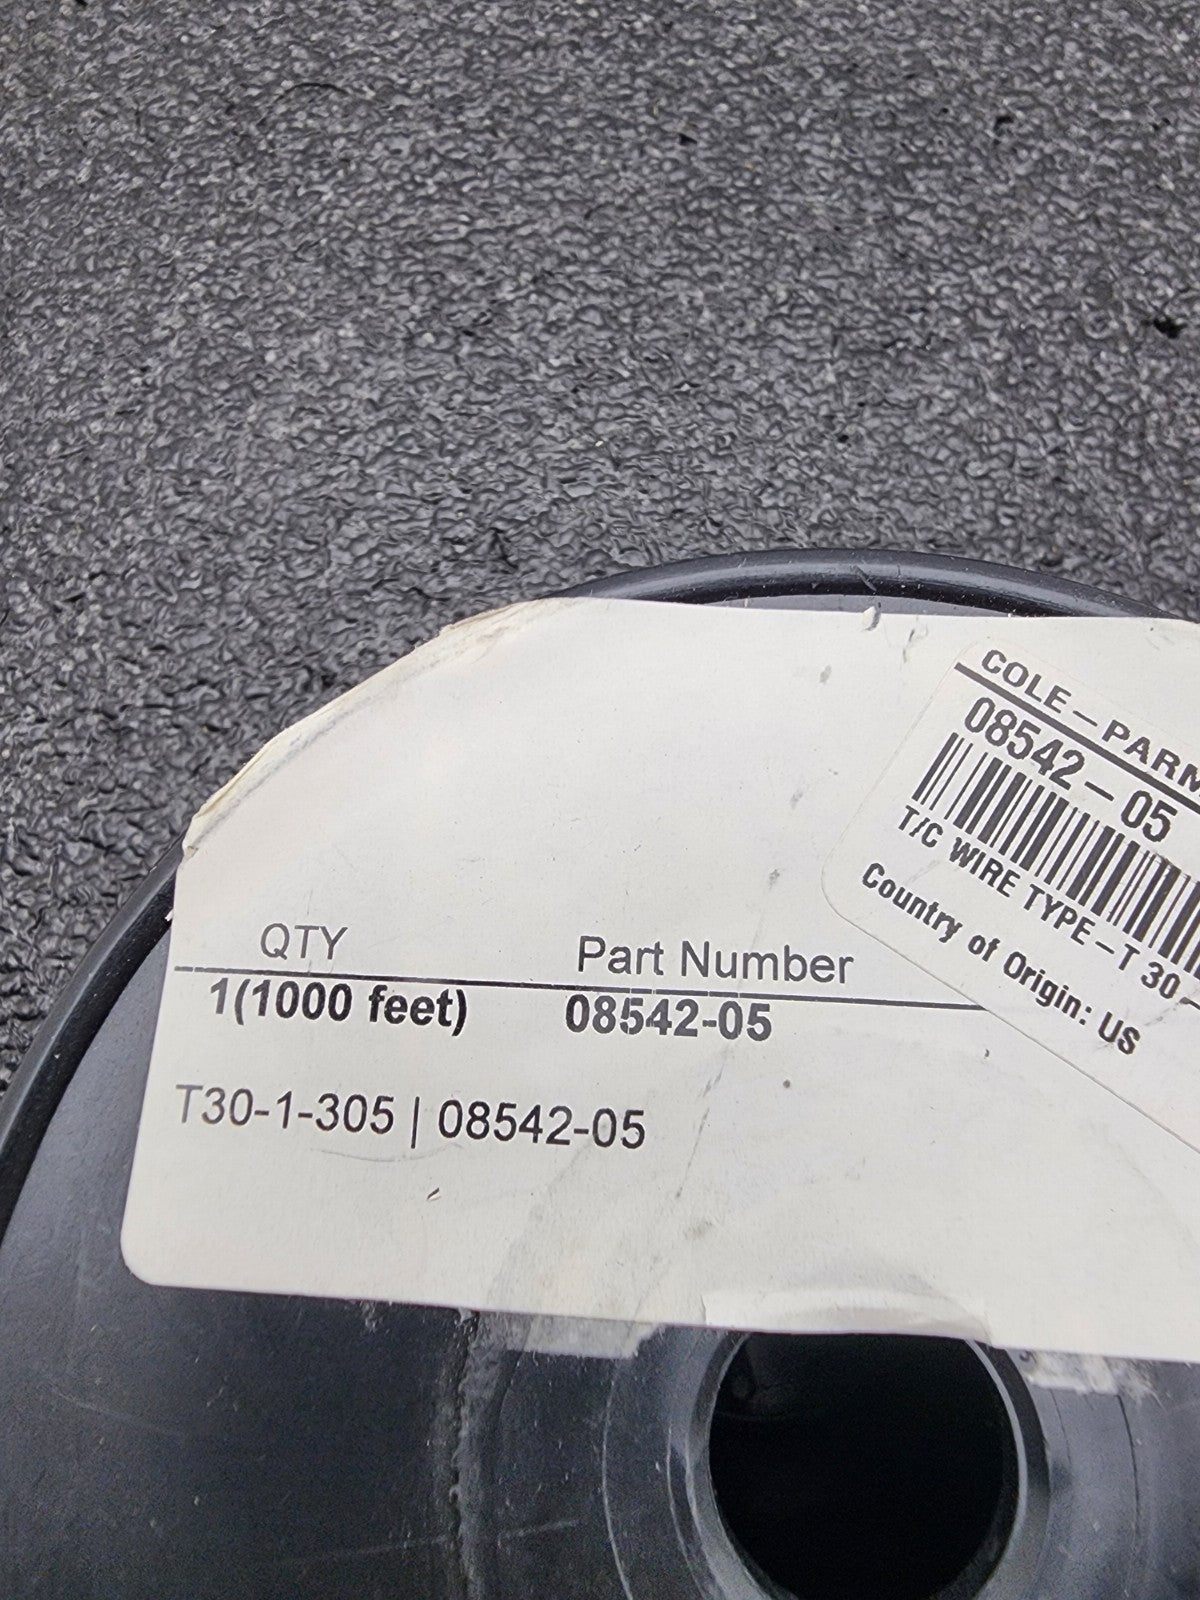 COLE-PARM
08542-05
T/C WIRE TYPE-T 30-
Country of Origin: US
QTY Part Number
1(1000 feet) 08542-05
T30-1-305 | 08542-05